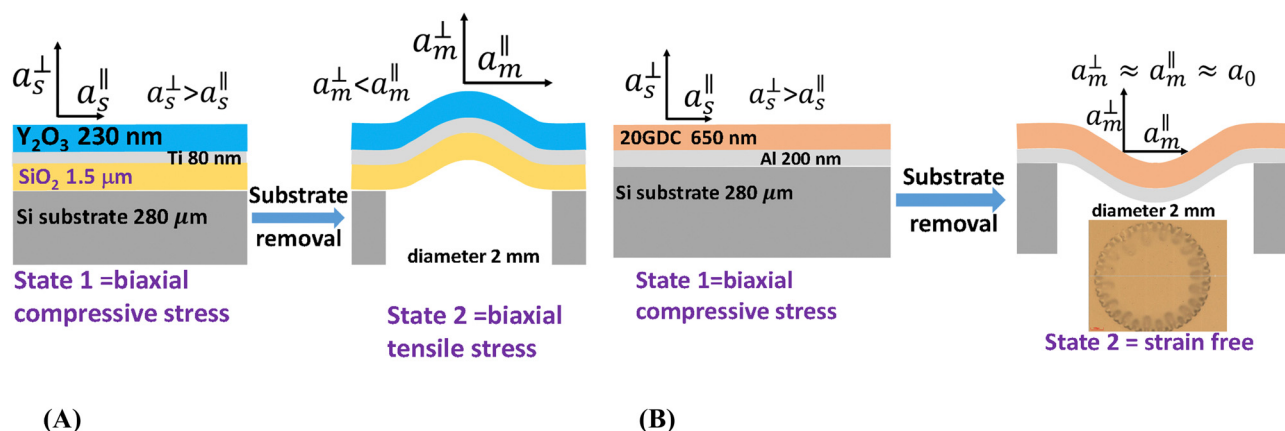 a_s^⊥
a_s^∥
a_s^⊥>a_s^∥
Y₂O₃ 230 nm
Ti 80 nm
SiO₂ 1.5 μm
Si substrate 280 μm
State 1 =biaxial
compressive stress
Substrate
removal
a_m^⊥
a_m^∥
a_m^⊥<a_m^∥
diameter 2 mm
State 2 =biaxial
tensile stress
(A)
a_s^⊥
a_s^∥
a_s^⊥>a_s^∥
20GDC 650 nm
Al 200 nm
Si substrate 280 μm
State 1=biaxial
compressive stress
Substrate
removal
a_m^⊥ ≈ a_m^∥ ≈ a_0
a_m^⊥
a_m^∥
diameter 2 mm
State 2 = strain free
(B)